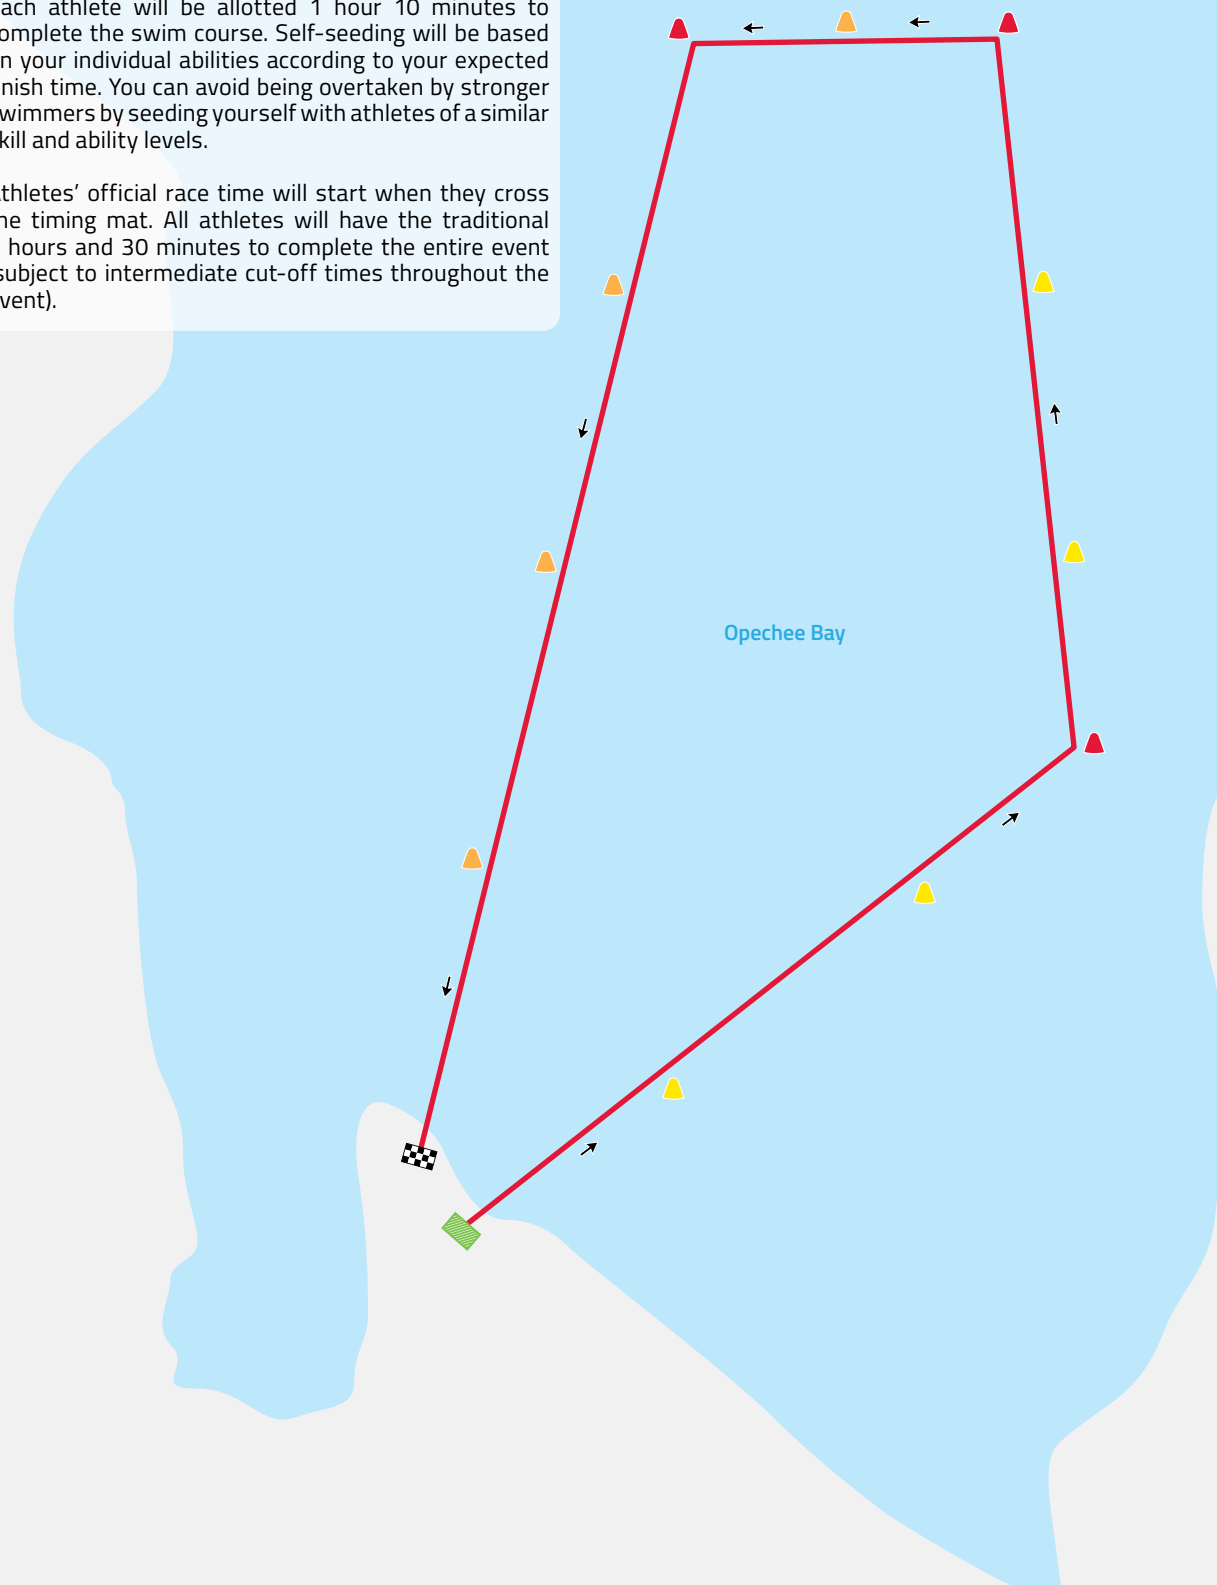 ach athlete will be allotted 1 hour 10 minutes to
omplete the swim course. Self-seeding will be based
n your individual abilities according to your expected
nish time. You can avoid being overtaken by stronger
wimmers by seeding yourself with athletes of a similar
kill and ability levels.
thletes’ official race time will start when they cross
he timing mat. All athletes will have the traditional
hours and 30 minutes to complete the entire event
subject to intermediate cut-off times throughout the
vent).
Opechee Bay